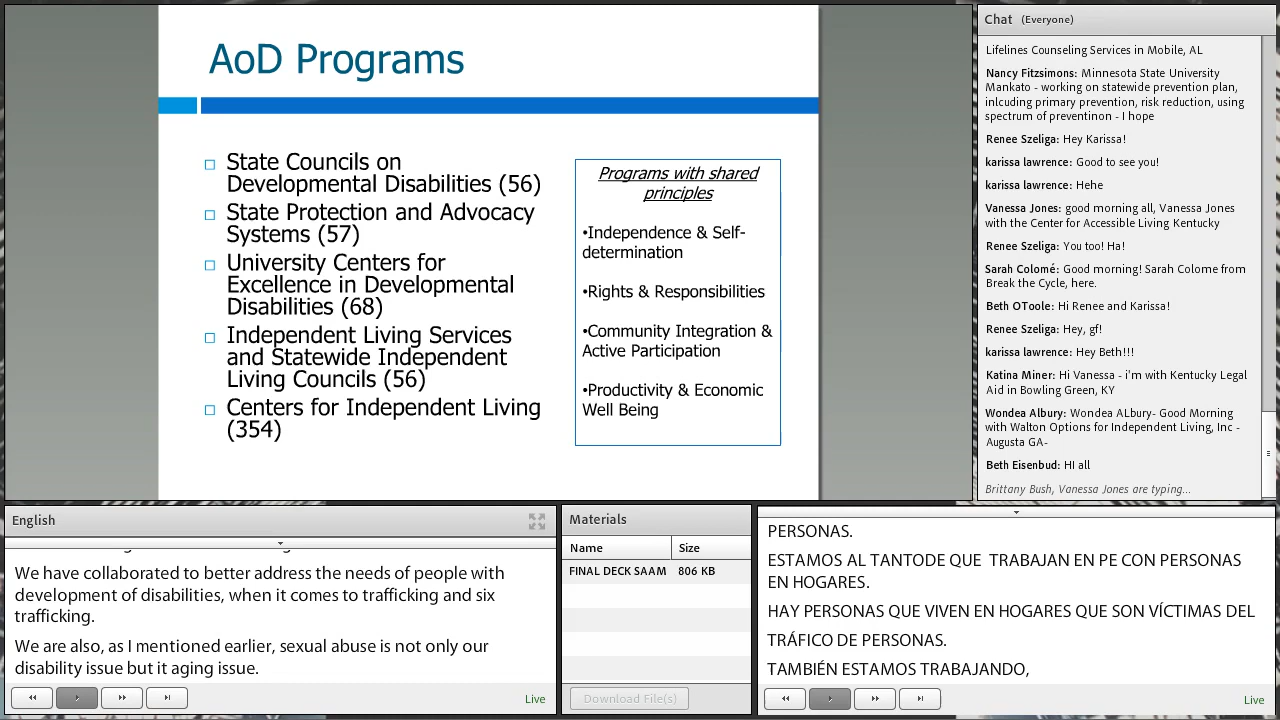 AoD Programs
State Councils on
Developmental Disabilities (56)
State Protection and Advocacy
Systems (57)
University Centers for
Excellence in Developmental
Disabilities (68)
Independent Living Services
and Statewide Independent
Living Councils (56)
Centers for Independent Living
(354)
Programs with shared
principles
•Independence & Self-
determination
•Rights & Responsibilities
•Community Integration &
Active Participation
•Productivity & Economic
Well Being
Chat (Everyone)
Lifelines Counseling Services in Mobile, AL
Nancy Fitzsimons: Minnesota State University
Mankato - working on statewide prevention plan,
inlcuding primary prevention, risk reduction, using
spectrum of preventinon - I hope
Renee Szeliga: Hey Karissa!
karissa lawrence: Good to see you!
karissa lawrence: Hehe
Vanessa Jones: good morning all, Vanessa Jones
with the Center for Accessible Living Kentucky
Renee Szeliga: You too! Ha!
Sarah Colomé: Good morning! Sarah Colome from
Break the Cycle, here.
Beth OToole: Hi Renee and Karissa!
Renee Szeliga: Hey, gf!
karissa lawrence: Hey Beth!!!
Katina Miner: Hi Vanessa - i'm with Kentucky Legal
Aid in Bowling Green, KY
Wondea Albury: Wondea ALbury- Good Morning
with Walton Options for Independent Living, Inc -
Augusta GA-
Beth Eisenbud: HI all
Brittany Bush, Vanessa Jones are typing...
English
We have collaborated to better address the needs of people with
development of disabilities, when it comes to trafficking and six
trafficking.
We are also, as I mentioned earlier, sexual abuse is not only our
disability issue but it aging issue.
Live
Materials
Name Size
FINAL DECK SAAM 806 KB
Download File(s)
PERSONAS.
ESTAMOS AL TANTODE QUE TRABAJAN EN PE CON PERSONAS
EN HOGARES.
HAY PERSONAS QUE VIVEN EN HOGARES QUE SON VÍCTIMAS DEL
TRÁFICO DE PERSONAS.
TAMBIÉN ESTAMOS TRABAJANDO,
Live